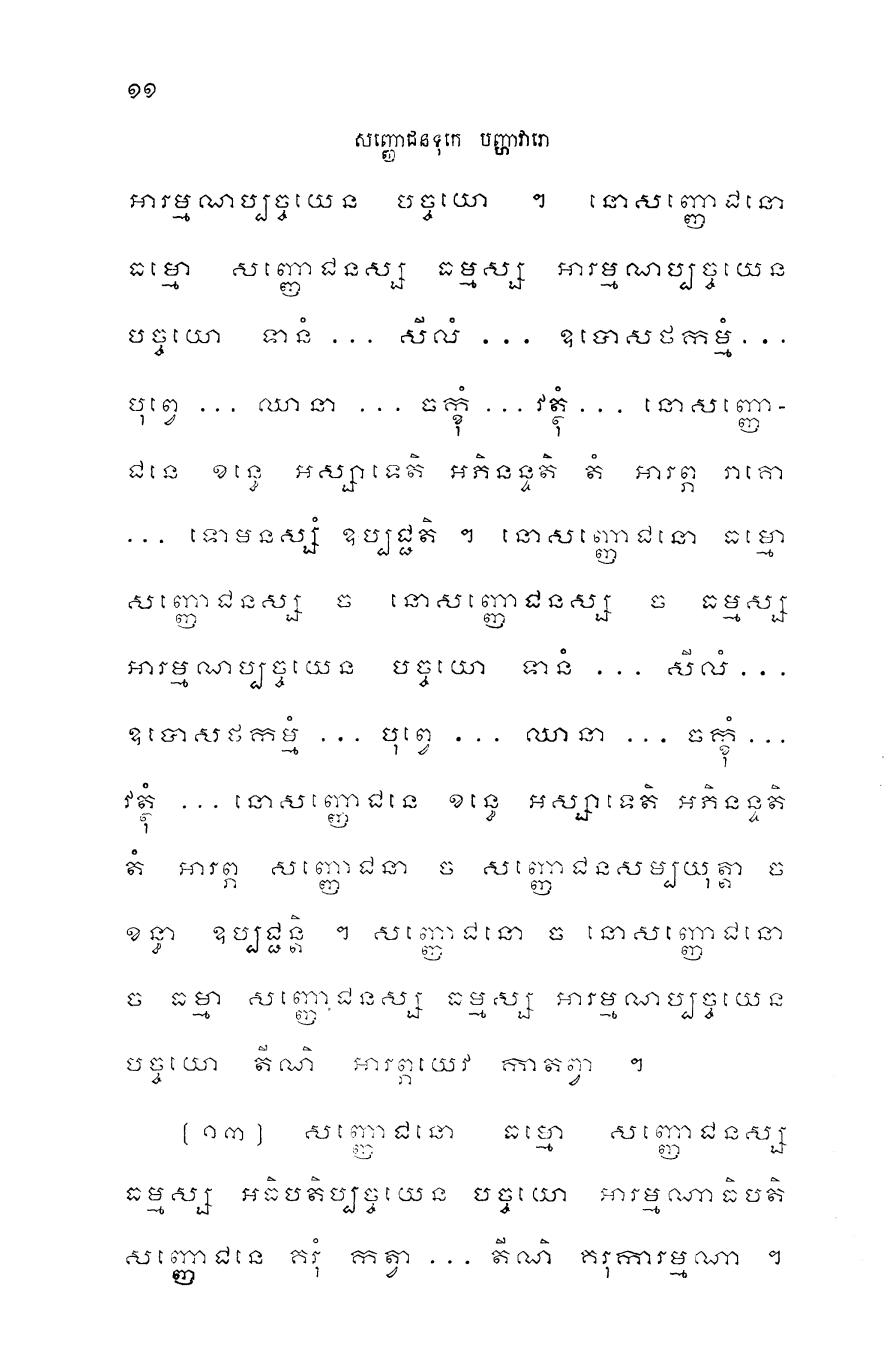 ១១
សញ្ញោជនទុកេ បញ្ហាវារោ
អារម្មណប្បច្ចយេន បច្ចយោ ។ នោសញ្ញោជនោ
ធម្មោ សញ្ញោជនស្ស ធម្មស្ស អារម្មណប្បច្ចយេន
បច្ចយោ ទានំ ... សីលំ ... ឧបោសថកម្មំ ...
បុព្វេ ... ឈានា ... ចក្ខុំ ... វត្ថុំ ... នោសញ្ញោ-
ជនេ ខន្ធេ អស្សាទេតិ អភិនន្ទតិ តំ អារព្ភ រាគោ
... ទោមនស្សំ ឧប្បជ្ជតិ ។ នោសញ្ញោជនោ ធម្មោ
សញ្ញោជនស្ស ច នោសញ្ញោជនស្ស ច ធម្មស្ស
អារម្មណប្បច្ចយេន បច្ចយោ ទានំ ... សីលំ ...
ឧបោសថកម្មំ ... បុព្វេ ... ឈានា ... ចក្ខុំ ...
វត្ថុំ ... នោសញ្ញោជនេ ខន្ធេ អស្សាទេតិ អភិនន្ទតិ
តំ អារព្ភ សញ្ញោជនា ច សញ្ញោជនសម្បយុត្តា ច
ខន្ធា ឧប្បជ្ជន្តិ ។ សញ្ញោជនោ ច នោសញ្ញោជនោ
ច ធម្មា សញ្ញោជនស្ស ធម្មស្ស អារម្មណប្បច្ចយេន
បច្ចយោ តីណិ អារព្ភយេវ កាតព្វា ។
[១៣] សញ្ញោជនោ ធម្មោ សញ្ញោជនស្ស
ធម្មស្ស អធិបតិប្បច្ចយេន បច្ចយោ អារម្មណាធិបតិ
សញ្ញោជនេ គរុំ កត្វា ... តីណិ គរុការម្មណា ។